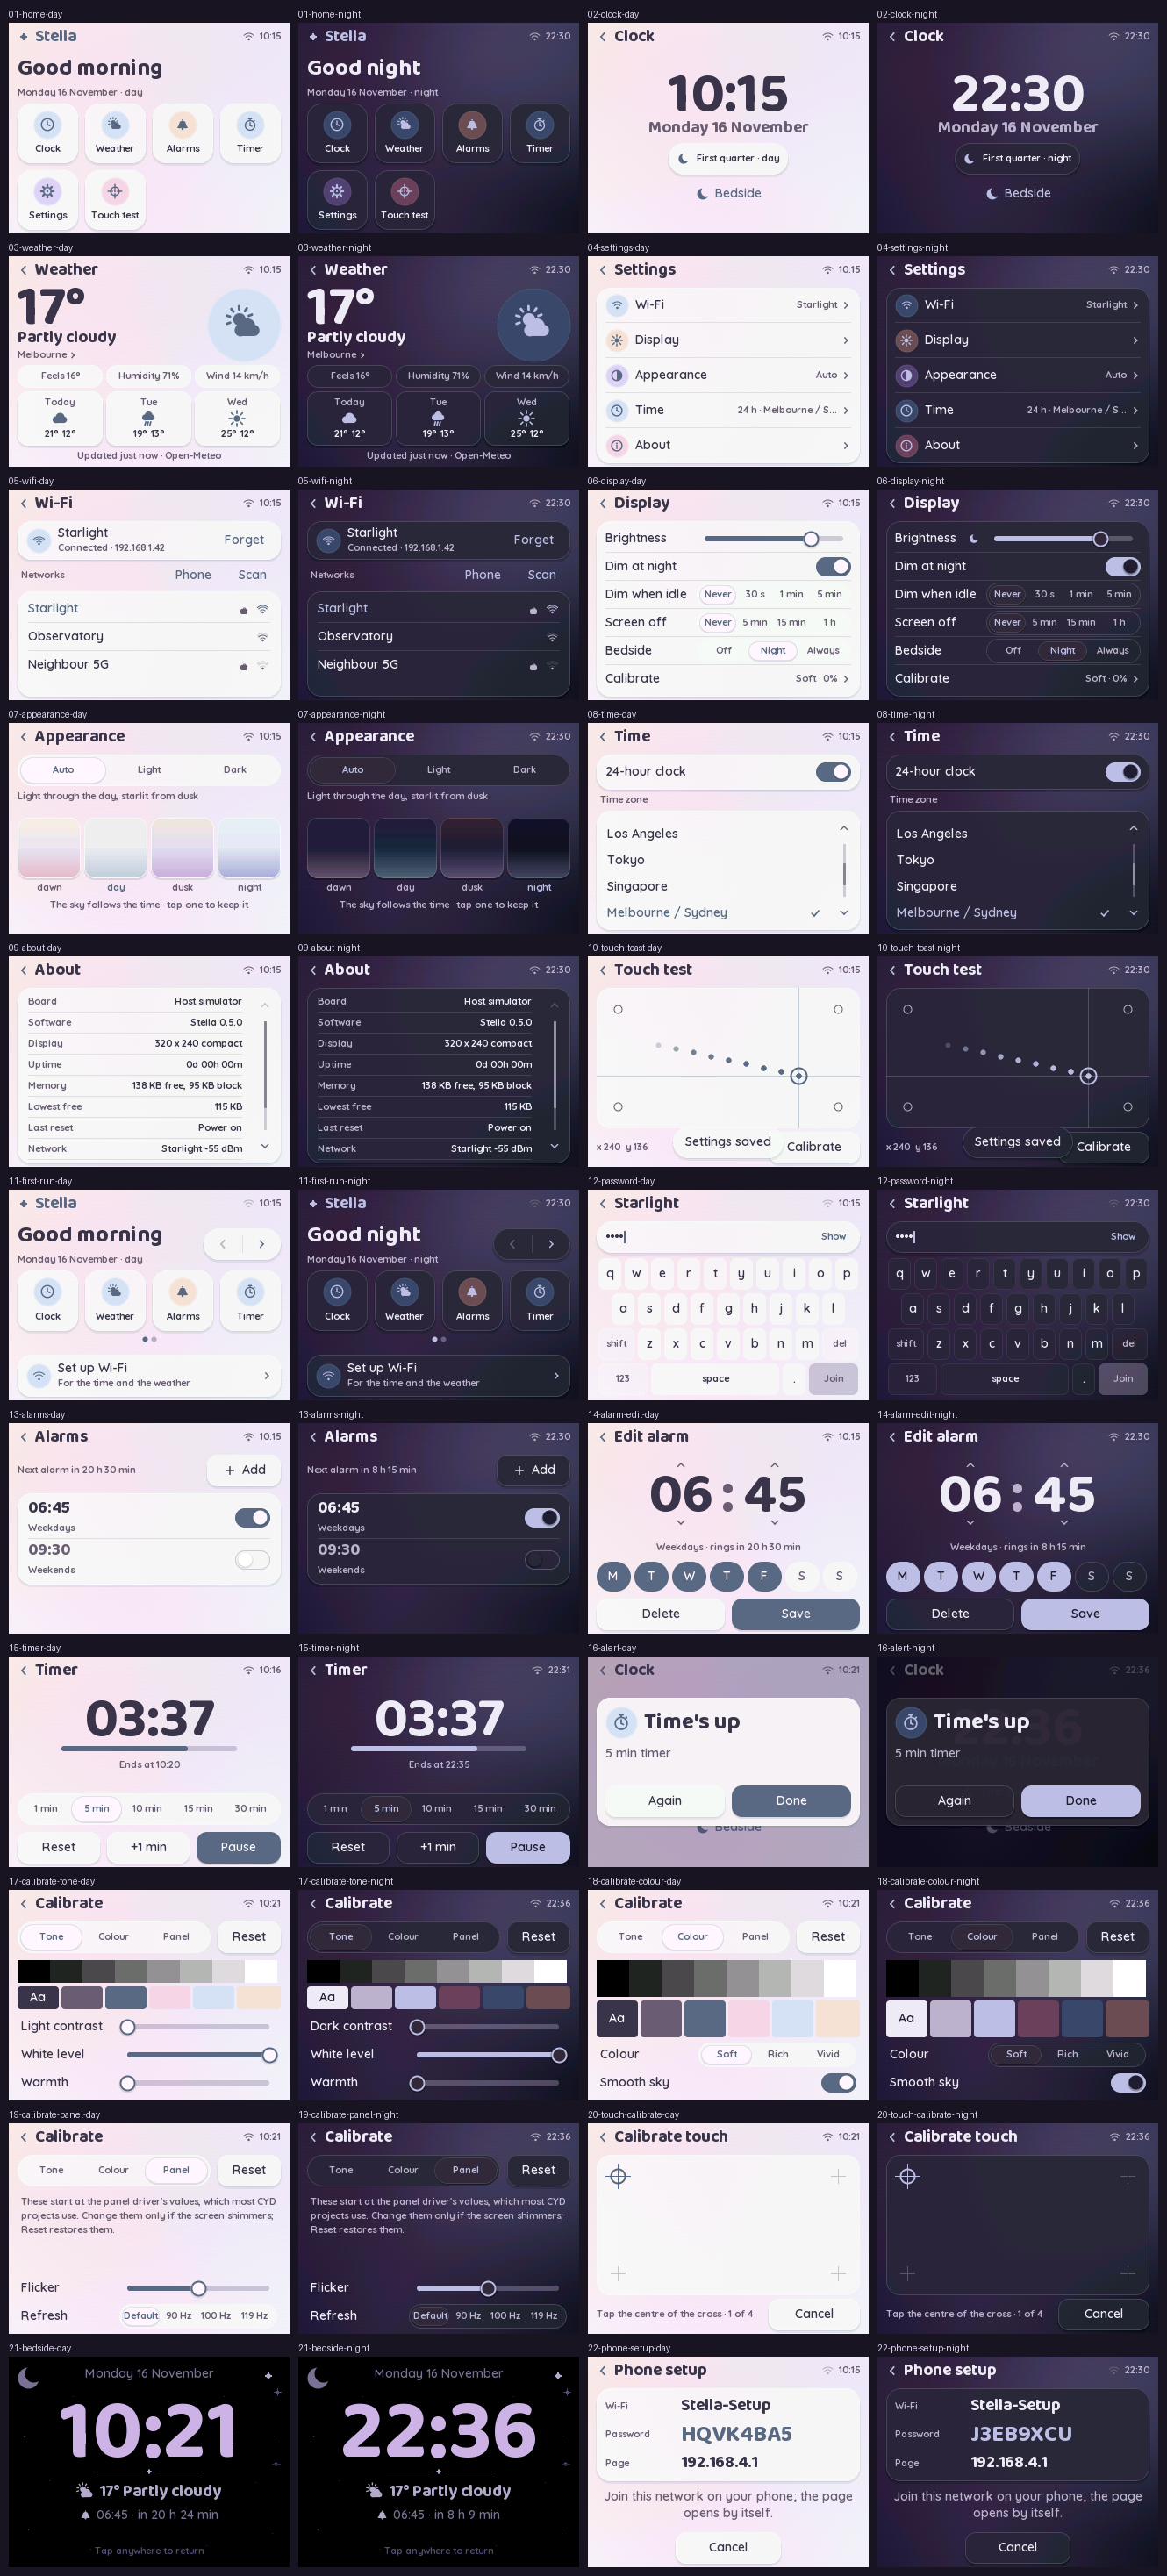 01-home-day
Stella
10:15
Good morning
Monday 16 November · day
Clock
Weather
Alarms
Timer
Settings
Touch test
01-home-night
Stella
22:30
Good night
Monday 16 November · night
Clock
Weather
Alarms
Timer
Settings
Touch test
02-clock-day
Clock
10:15
10:15
Monday 16 November
First quarter · day
Bedside
02-clock-night
Clock
22:30
22:30
Monday 16 November
First quarter · night
Bedside
03-weather-day
Weather
10:15
17°
Partly cloudy
Melbourne
Feels 16°
Humidity 71%
Wind 14 km/h
Today
Tue
Wed
21° 12°
19° 13°
25° 12°
Updated just now · Open-Meteo
03-weather-night
Weather
22:30
17°
Partly cloudy
Melbourne
Feels 16°
Humidity 71%
Wind 14 km/h
Today
Tue
Wed
21° 12°
19° 13°
25° 12°
Updated just now · Open-Meteo
04-settings-day
Settings
10:15
Wi-Fi
Starlight
Display
Appearance
Auto
Time
24 h · Melbourne / S...
About
04-settings-night
Settings
22:30
Wi-Fi
Starlight
Display
Appearance
Auto
Time
24 h · Melbourne / S...
About
05-wifi-day
Wi-Fi
10:15
Starlight
Connected · 192.168.1.42
Forget
Networks
Phone
Scan
Starlight
Observatory
Neighbour 5G
05-wifi-night
Wi-Fi
22:30
Starlight
Connected · 192.168.1.42
Forget
Networks
Phone
Scan
Starlight
Observatory
Neighbour 5G
06-display-day
Display
10:15
Brightness
Dim at night
Dim when idle
Never
30 s
1 min
5 min
Screen off
Never
5 min
15 min
1 h
Bedside
Off
Night
Always
Calibrate
Soft · 0%
06-display-night
Display
22:30
Brightness
Dim at night
Dim when idle
Never
30 s
1 min
5 min
Screen off
Never
5 min
15 min
1 h
Bedside
Off
Night
Always
Calibrate
Soft · 0%
07-appearance-day
Appearance
10:15
Auto
Light
Dark
Light through the day, starlit from dusk
dawn
day
dusk
night
The sky follows the time · tap one to keep it
07-appearance-night
Appearance
22:30
Auto
Light
Dark
Light through the day, starlit from dusk
dawn
day
dusk
night
The sky follows the time · tap one to keep it
08-time-day
Time
10:15
24-hour clock
Time zone
Los Angeles
Tokyo
Singapore
Melbourne / Sydney
08-time-night
Time
22:30
24-hour clock
Time zone
Los Angeles
Tokyo
Singapore
Melbourne / Sydney
09-about-day
About
10:15
Board
Host simulator
Software
Stella 0.5.0
Display
320 x 240 compact
Uptime
0d 00h 00m
Memory
138 KB free, 95 KB block
Lowest free
115 KB
Last reset
Power on
Network
Starlight -55 dBm
09-about-night
About
22:30
Board
Host simulator
Software
Stella 0.5.0
Display
320 x 240 compact
Uptime
0d 00h 00m
Memory
138 KB free, 95 KB block
Lowest free
115 KB
Last reset
Power on
Network
Starlight -55 dBm
10-touch-toast-day
Touch test
10:15
x 240 y 136
Settings saved
Calibrate
10-touch-toast-night
Touch test
22:30
x 240 y 136
Settings saved
Calibrate
11-first-run-day
Stella
10:15
Good morning
Monday 16 November · day
Clock
Weather
Alarms
Timer
Set up Wi-Fi
For the time and the weather
11-first-run-night
Stella
22:30
Good night
Monday 16 November · night
Clock
Weather
Alarms
Timer
Set up Wi-Fi
For the time and the weather
12-password-day
Starlight
10:15
••••|
Show
q w e r t y u i o p
a s d f g h j k l
shift z x c v b n m del
123 space . Join
12-password-night
Starlight
22:30
••••|
Show
q w e r t y u i o p
a s d f g h j k l
shift z x c v b n m del
123 space . Join
13-alarms-day
Alarms
10:15
Next alarm in 20 h 30 min
+ Add
06:45
Weekdays
09:30
Weekends
13-alarms-night
Alarms
22:30
Next alarm in 8 h 15 min
+ Add
06:45
Weekdays
09:30
Weekends
14-alarm-edit-day
Edit alarm
10:15
06 : 45
Weekdays · rings in 20 h 30 min
M T W T F S S
Delete
Save
14-alarm-edit-night
Edit alarm
22:30
06 : 45
Weekdays · rings in 8 h 15 min
M T W T F S S
Delete
Save
15-timer-day
Timer
10:16
03:37
Ends at 10:20
1 min
5 min
10 min
15 min
30 min
Reset
+1 min
Pause
15-timer-night
Timer
22:31
03:37
Ends at 22:35
1 min
5 min
10 min
15 min
30 min
Reset
+1 min
Pause
16-alert-day
Clock
10:21
Time's up
5 min timer
Again
Done
Bedside
16-alert-night
Clock
22:36
Time's up
5 min timer
Again
Done
Bedside
17-calibrate-tone-day
Calibrate
10:21
Tone
Colour
Panel
Reset
Aa
Light contrast
White level
Warmth
17-calibrate-tone-night
Calibrate
22:36
Tone
Colour
Panel
Reset
Aa
Dark contrast
White level
Warmth
18-calibrate-colour-day
Calibrate
10:21
Tone
Colour
Panel
Reset
Aa
Colour
Soft
Rich
Vivid
Smooth sky
18-calibrate-colour-night
Calibrate
22:36
Tone
Colour
Panel
Reset
Aa
Colour
Soft
Rich
Vivid
Smooth sky
19-calibrate-panel-day
Calibrate
10:21
Tone
Colour
Panel
Reset
These start at the panel driver's values, which most CYD
projects use. Change them only if the screen shimmers;
Reset restores them.
Flicker
Refresh
Default
90 Hz
100 Hz
119 Hz
19-calibrate-panel-night
Calibrate
22:36
Tone
Colour
Panel
Reset
These start at the panel driver's values, which most CYD
projects use. Change them only if the screen shimmers;
Reset restores them.
Flicker
Refresh
Default
90 Hz
100 Hz
119 Hz
20-touch-calibrate-day
Calibrate touch
10:21
Tap the centre of the cross · 1 of 4
Cancel
20-touch-calibrate-night
Calibrate touch
22:36
Tap the centre of the cross · 1 of 4
Cancel
21-bedside-day
Monday 16 November
10:21
17° Partly cloudy
06:45 · in 20 h 24 min
Tap anywhere to return
21-bedside-night
Monday 16 November
22:36
17° Partly cloudy
06:45 · in 8 h 9 min
Tap anywhere to return
22-phone-setup-day
Phone setup
10:15
Wi-Fi
Stella-Setup
Password
HQVK4BA5
Page
192.168.4.1
Join this network on your phone; the page
opens by itself.
Cancel
22-phone-setup-night
Phone setup
22:30
Wi-Fi
Stella-Setup
Password
J3EB9XCU
Page
192.168.4.1
Join this network on your phone; the page
opens by itself.
Cancel